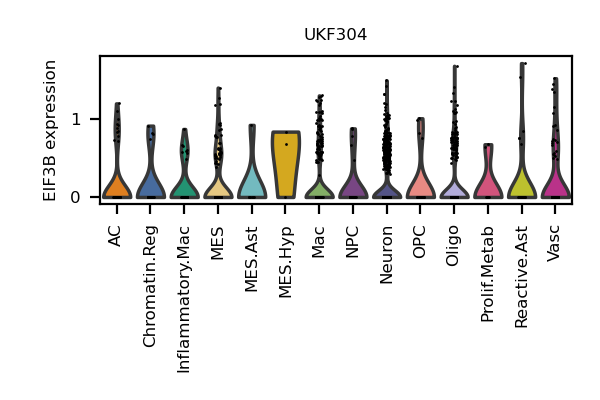 UKF304
EIF3B expression
1
0
AC
Chromatin.Reg
Inflammatory.Mac
MES
MES.Ast
MES.Hyp
Mac
NPC
Neuron
OPC
Oligo
Prolif.Metab
Reactive.Ast
Vasc